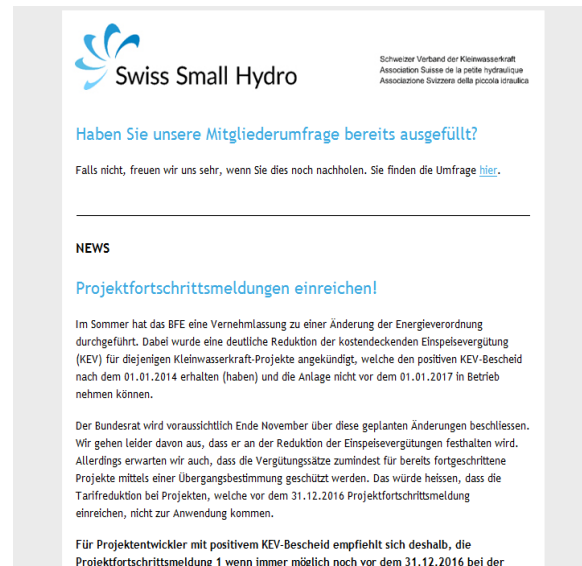 Swiss Small Hydro
Schweizer Verband der Kleinwasserkraft
Association Suisse de la petite hydraulique
Associazione Svizzera della piccola idraulica
Haben Sie unsere Mitgliederumfrage bereits ausgefüllt?
Falls nicht, freuen wir uns sehr, wenn Sie dies noch nachholen. Sie finden die Umfrage hier.
NEWS
Projektfortschrittsmeldungen einreichen!
Im Sommer hat das BFE eine Vernehmlassung zu einer Änderung der Energieverordnung
durchgeführt. Dabei wurde eine deutliche Reduktion der kostendeckenden Einspeisevergütung
(KEV) für diejenigen Kleinwasserkraft-Projekte angekündigt, welche den positiven KEV-Bescheid
nach dem 01.01.2014 erhalten (haben) und die Anlage nicht vor dem 01.01.2017 in Betrieb
nehmen können.
Der Bundesrat wird voraussichtlich Ende November über diese geplanten Änderungen beschliessen.
Wir gehen leider davon aus, dass er an der Reduktion der Einspeisevergütungen festhalten wird.
Allerdings erwarten wir auch, dass die Vergütungssätze zumindest für bereits fortgeschrittene
Projekte mittels einer Übergangsbestimmung geschützt werden. Das würde heissen, dass die
Tarifreduktion bei Projekten, welche vor dem 31.12.2016 Projektfortschrittsmeldung
einreichen, nicht zur Anwendung kommen.
Für Projektentwickler mit positivem KEV-Bescheid empfiehlt sich deshalb, die
Projektfortschrittsmeldung 1 wenn immer möglich noch vor dem 31.12.2016 bei der